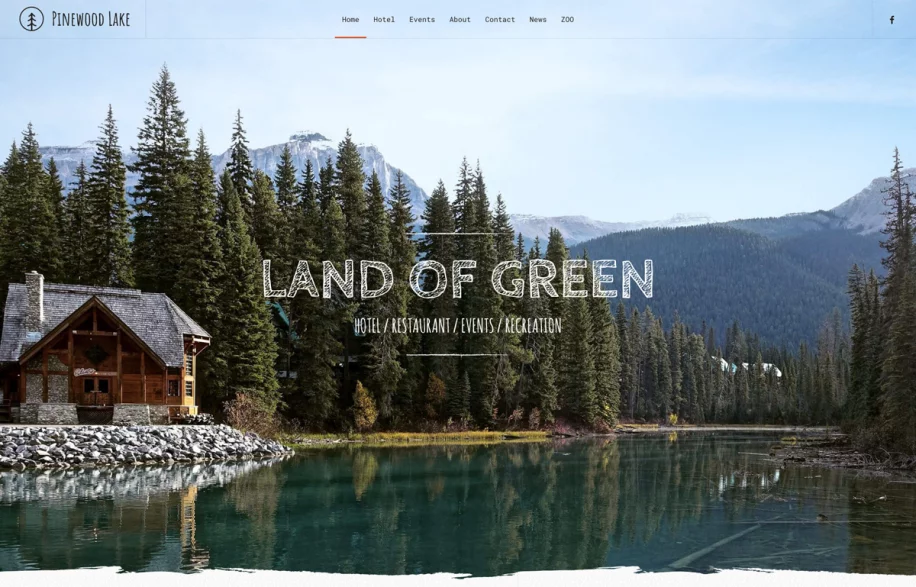 Pinewood Lake
Home Hotel Events About Contact News ZOO
LAND OF GREEN
HOTEL / RESTAURANT / EVENTS / RECREATION